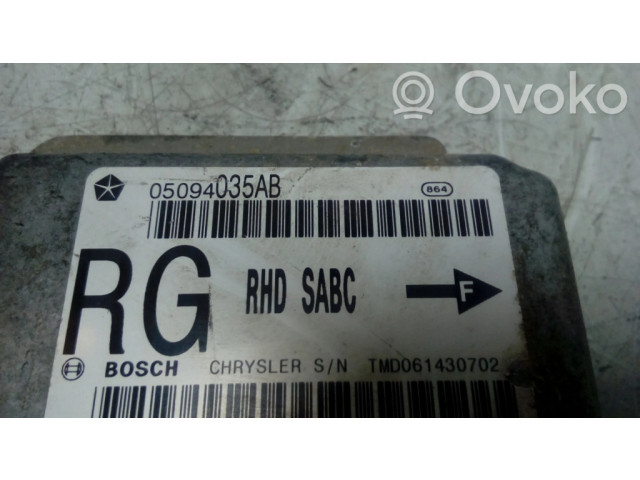 Ovoko
05094035AB
864
RG RHD SABC F
BOSCH CHRYSLER S/N TMD061430702